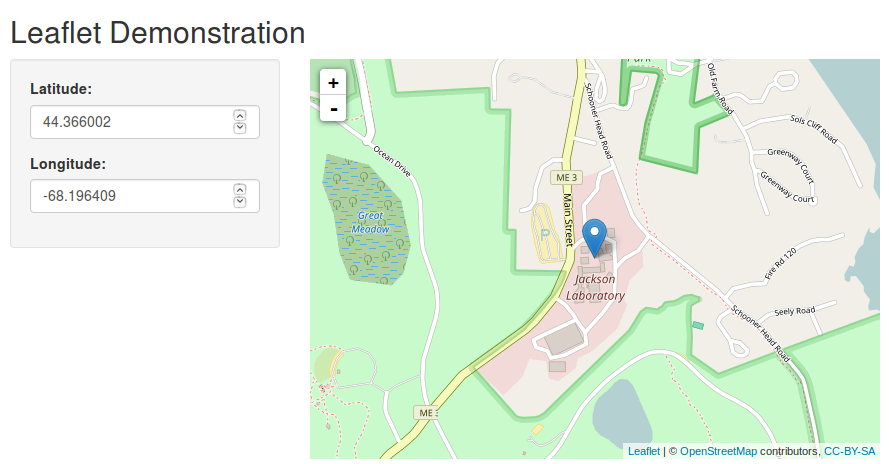 Leaflet Demonstration
Latitude:
44.366002
Longitude:
-68.196409
+
-
Park
Old Farm Road
Schooner Head Road
Sols Cliff Road
Ocean Drive
Greenway Court
ME 3
Greenway Court
Main Street
Great
Meadow
P
Fire Rd 120
Jackson
Laboratory
Seely Road
Schooner Head Road
ME 3
Leaflet | © OpenStreetMap contributors, CC-BY-SA